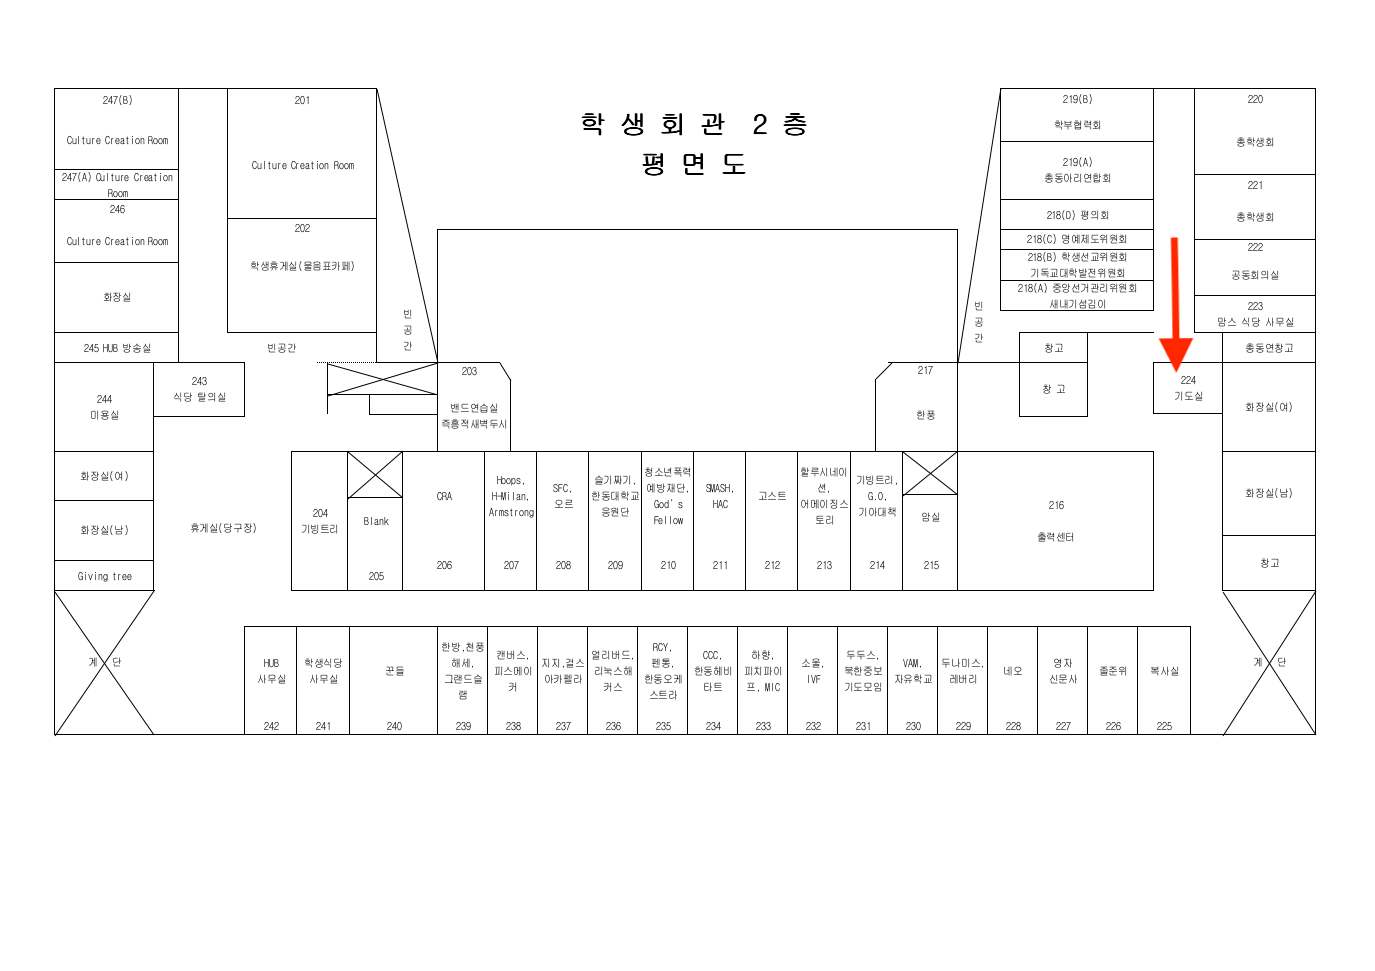 학 생 회 관 2 층
평 면 도
247(B)
Culture Creation Room
247(A) Culture Creation
Room
246
Culture Creation Room
화장실
245 HUB 방송실
201
Culture Creation Room
202
학생휴게실(물음표카페)
빈공간
빈
공
간
243
식당 탈의실
244
미용실
화장실(여)
화장실(남)
Giving tree
휴게실(당구장)
계 단
203
밴드연습실
즉흥적새벽두시
217
한풍
빈
공
간
219(B)
학부협력회
219(A)
총동아리연합회
218(D) 평의회
218(C) 명예제도위원회
218(B) 학생선교위원회
기독교대학발전위원회
218(A) 중앙선거관리위원회
새내기섬김이
창고
창 고
220
총학생회
221
총학생회
222
공동회의실
223
맘스 식당 사무실
총동연창고
224
기도실
화장실(여)
화장실(남)
창고
계 단
204
기빙트리
Blank
205
CRA
206
Hoops,
H-Milan,
Armstrong
207
SFC,
오르
208
슬기짜기,
한동대학교
응원단
209
청소년폭력
예방재단,
God's
Fellow
210
SMASH,
HAC
211
고스트
212
할루시네이
션,
어메이징스
토리
213
기빙트리,
G.O,
기아대책
214
암실
215
216
출력센터
HUB
사무실
242
학생식당
사무실
241
꾼들
240
한방,천풍
해세,
그랜드슬
램
239
캔버스,
피스메이
커
238
지지,걸스
아카펠라
237
얼리버드,
리눅스해
커스
236
RCY,
펜통,
한동오케
스트라
235
CCC,
한동헤비
타트
234
하향,
피치파이
프, MIC
233
소울,
IVF
232
두두스,
북한중보
기도모임
231
VAM,
자유학교
230
두나미스,
레버리
229
네오
228
영자
신문사
227
졸준위
226
복사실
225